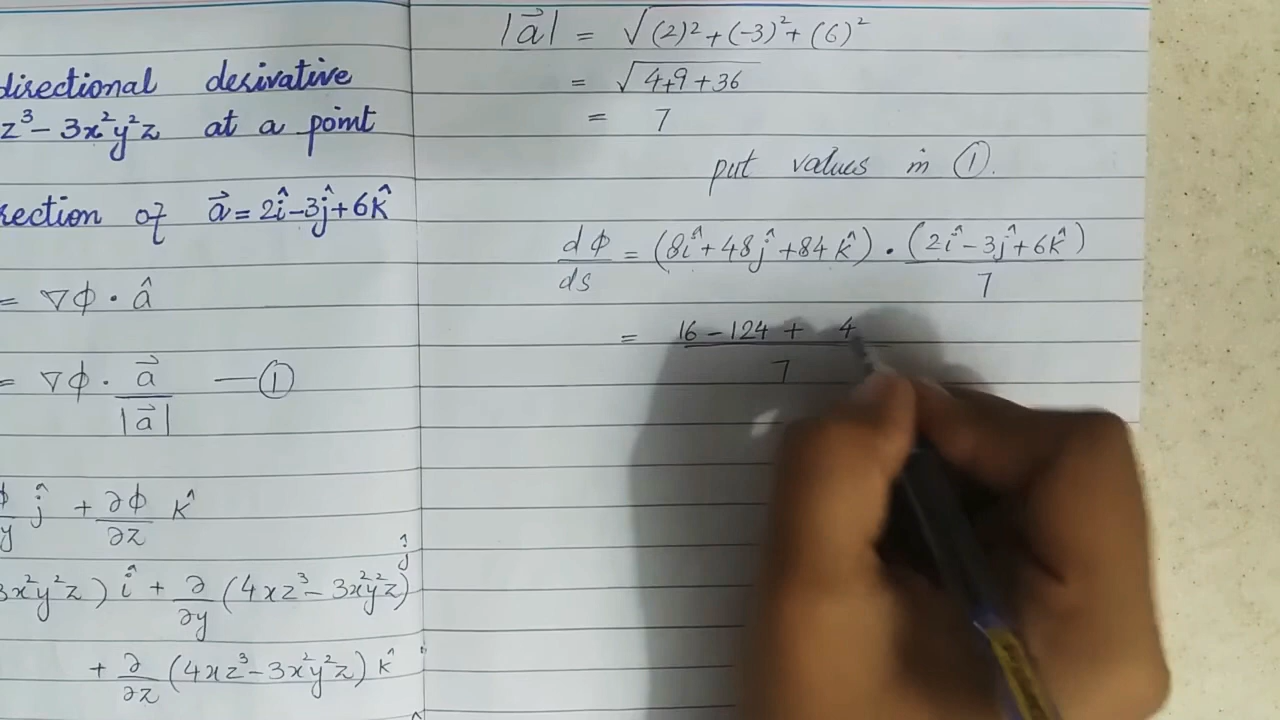 directional derivative
z³ − 3x²y²z at a point
rection of a⃗ = 2î − 3ĵ + 6k̂
= ∇ϕ · â
= ∇ϕ · a⃗/|a⃗| — ①
ϕ/y ĵ + ∂ϕ/∂z k̂
3x²y²z) î + ∂/∂y (4xz³ − 3x²y²z) ĵ
+ ∂/∂z (4xz³ − 3x²y²z) k̂
|a⃗| = √(2)² + (−3)² + (6)²
= √4+9+36
= 7
put values in ①.
dϕ/ds = (8î + 48ĵ + 84k̂) · (2î − 3ĵ + 6k̂)/7
= 16 − 124 + 4/7